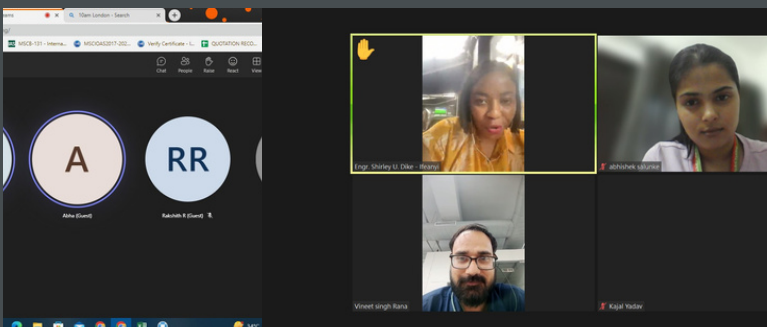 10am London - Search
MSCB-131 - Interna...
MSCIOAS2017-202...
Verify Certificate - I...
QUOTATION RECO...
Chat
People
Raise
React
View
A
RR
Abha (Guest)
Rakshith R (Guest)
Engr. Shirley U. Dike - Ifeanyi
abhishek salunke
Vineet singh Rana
Kajal Yadav